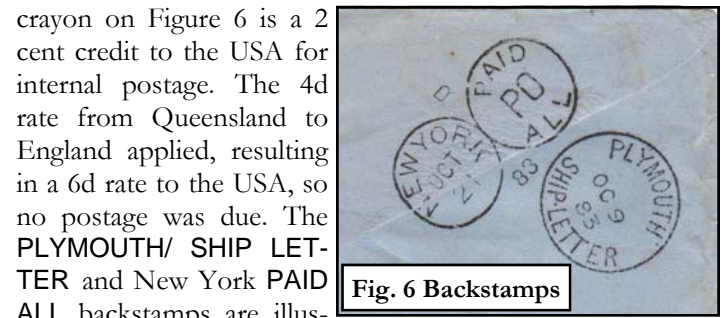 crayon on Figure 6 is a 2
cent credit to the USA for
internal postage. The 4d
rate from Queensland to
England applied, resulting
in a 6d rate to the USA, so
no postage was due. The
PLYMOUTH/ SHIP LET-
TER and New York PAID
ALL backstamps are illus-
PAID
PO
ALL
NEW YORK
OCT
21
83
PLYMOUTH
OC 9
83
SHIP LETTER
Fig. 6 Backstamps